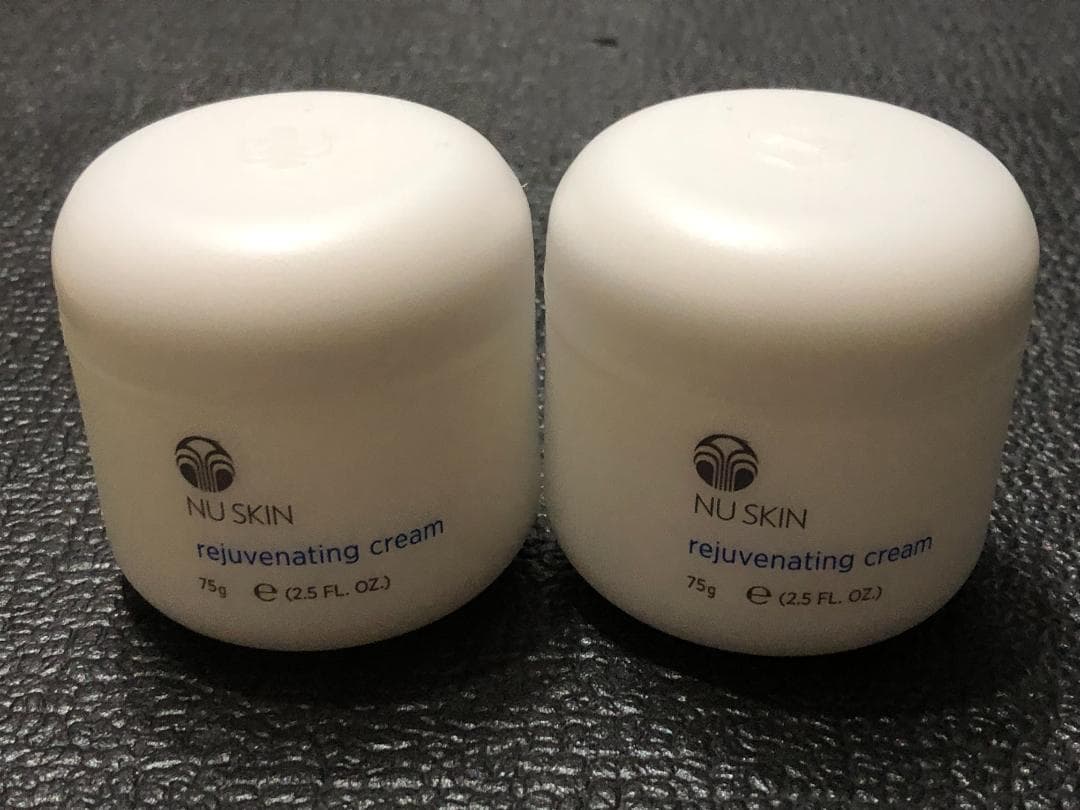 NU SKIN
rejuvenating cream
75g ℮ (2.5 FL. OZ.)
NU SKIN
rejuvenating cream
75g ℮ (2.5 FL. OZ.)